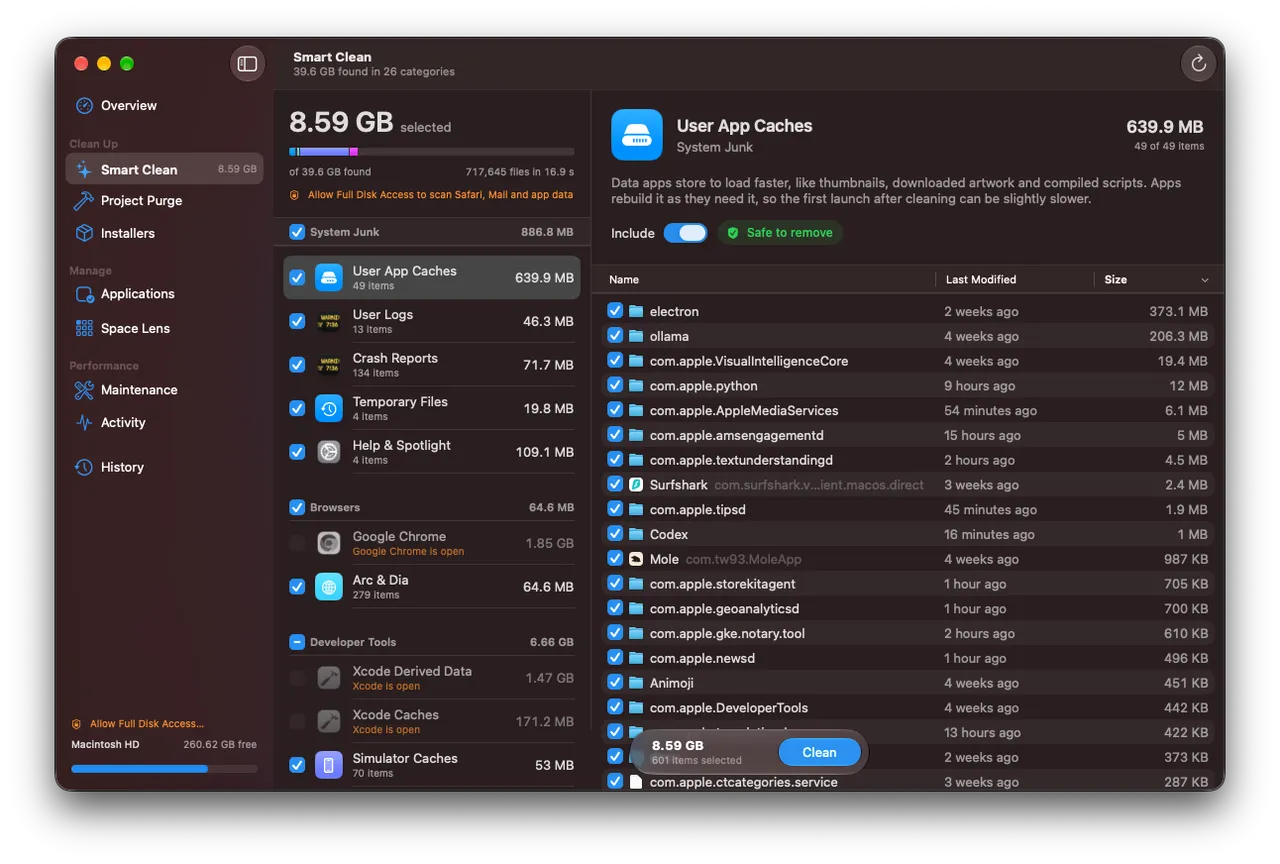 Smart Clean
39.6 GB found in 26 categories
Overview
Clean Up
Smart Clean 8.59 GB
Project Purge
Installers
Manage
Applications
Space Lens
Performance
Maintenance
Activity
History
Allow Full Disk Access...
Macintosh HD 260.62 GB free
8.59 GB selected
of 39.6 GB found 717,645 files in 16.9 s
Allow Full Disk Access to scan Safari, Mail and app data
System Junk 886.8 MB
User App Caches 639.9 MB
49 items
WARNI
7:36
User Logs 46.3 MB
13 items
WARNI
7:36
Crash Reports 71.7 MB
134 items
Temporary Files 19.8 MB
4 items
Help & Spotlight 109.1 MB
4 items
Browsers 64.6 MB
Google Chrome 1.85 GB
Google Chrome is open
Arc & Dia 64.6 MB
279 items
Developer Tools 6.66 GB
Xcode Derived Data 1.47 GB
Xcode is open
Xcode Caches 171.2 MB
Xcode is open
Simulator Caches 53 MB
70 items
User App Caches 639.9 MB
System Junk 49 of 49 items
Data apps store to load faster, like thumbnails, downloaded artwork and compiled scripts. Apps
rebuild it as they need it, so the first launch after cleaning can be slightly slower.
Include Safe to remove
Name Last Modified Size
electron 2 weeks ago 373.1 MB
ollama 4 weeks ago 206.3 MB
com.apple.VisualIntelligenceCore 4 weeks ago 19.4 MB
com.apple.python 9 hours ago 12 MB
com.apple.AppleMediaServices 54 minutes ago 6.1 MB
com.apple.amsengagementd 15 hours ago 5 MB
com.apple.textunderstandingd 2 hours ago 4.5 MB
Surfshark com.surfshark.v...ient.macos.direct 3 weeks ago 2.4 MB
com.apple.tipsd 45 minutes ago 1.9 MB
Codex 16 minutes ago 1 MB
Mole com.tw93.MoleApp 4 weeks ago 987 KB
com.apple.storekitagent 1 hour ago 705 KB
com.apple.geoanalyticsd 1 hour ago 700 KB
com.apple.gke.notary.tool 2 hours ago 610 KB
com.apple.newsd 1 hour ago 496 KB
Animoji 4 weeks ago 451 KB
com.apple.DeveloperTools 4 weeks ago 442 KB
13 hours ago 422 KB
2 weeks ago 373 KB
com.apple.ctcategories.service 3 weeks ago 287 KB
8.59 GB
601 items selected
Clean